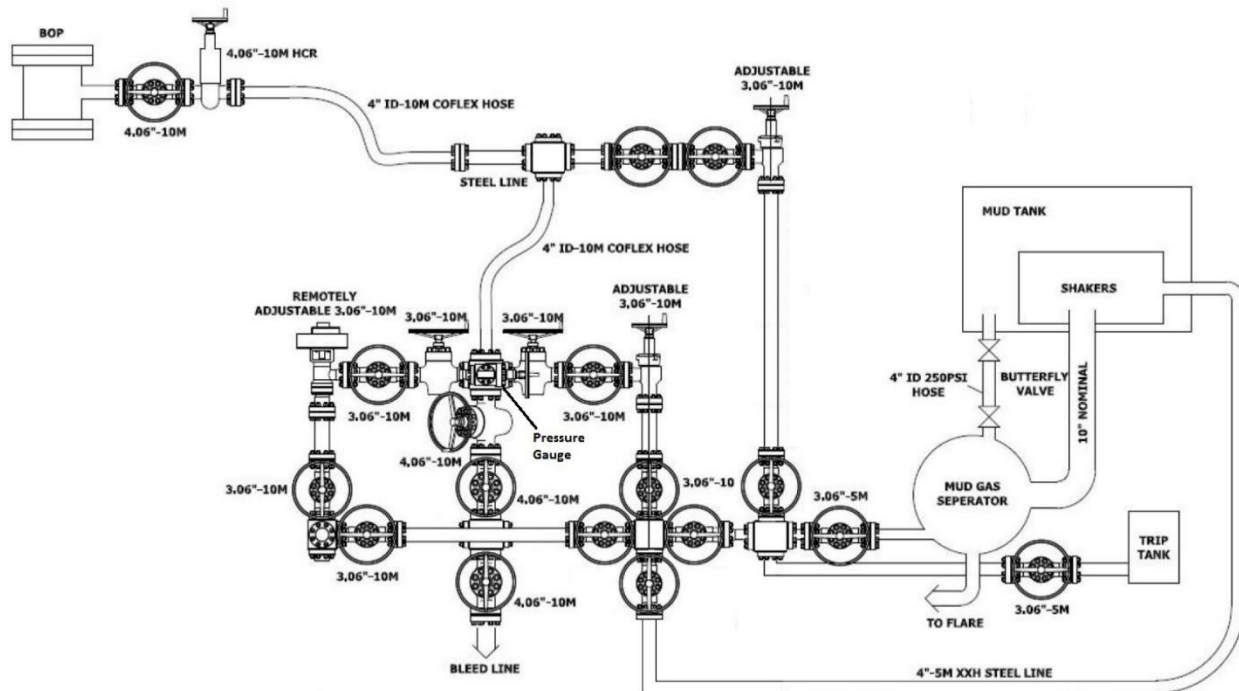 BOP
4.06"-10M HCR
4.06"-10M
4" ID-10M COFLEX HOSE
ADJUSTABLE
3.06"-10M
STEEL LINE
4" ID-10M COFLEX HOSE
MUD TANK
SHAKERS
REMOTELY
ADJUSTABLE 3.06"-10M
3.06"-10M
3.06"-10M
ADJUSTABLE
3.06"-10M
4" ID 250PSI
HOSE
BUTTERFLY
VALVE
10" NOMINAL
3.06"-10M
3.06"-10M
Pressure
Gauge
4.06"-10M
3.06"-10M
4.06"-10M
3.06"-10
3.06"-5M
MUD GAS
SEPERATOR
TRIP
TANK
3.06"-10M
4.06"-10M
3.06"-5M
TO FLARE
BLEED LINE
4"-5M XXH STEEL LINE